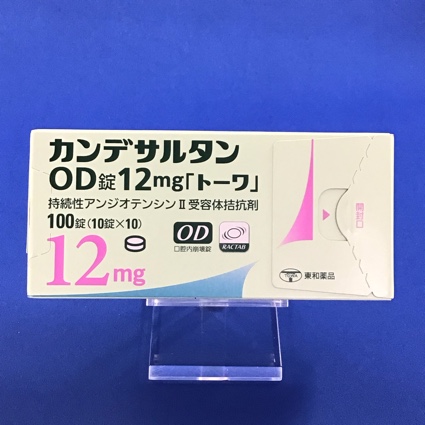 カンデサルタン
OD錠12mg「トーワ」
持続性アンジオテンシンⅡ受容体拮抗剤
100錠(10錠×10)
OD
口腔内崩壊錠
RACTAB
12mg
東和薬品